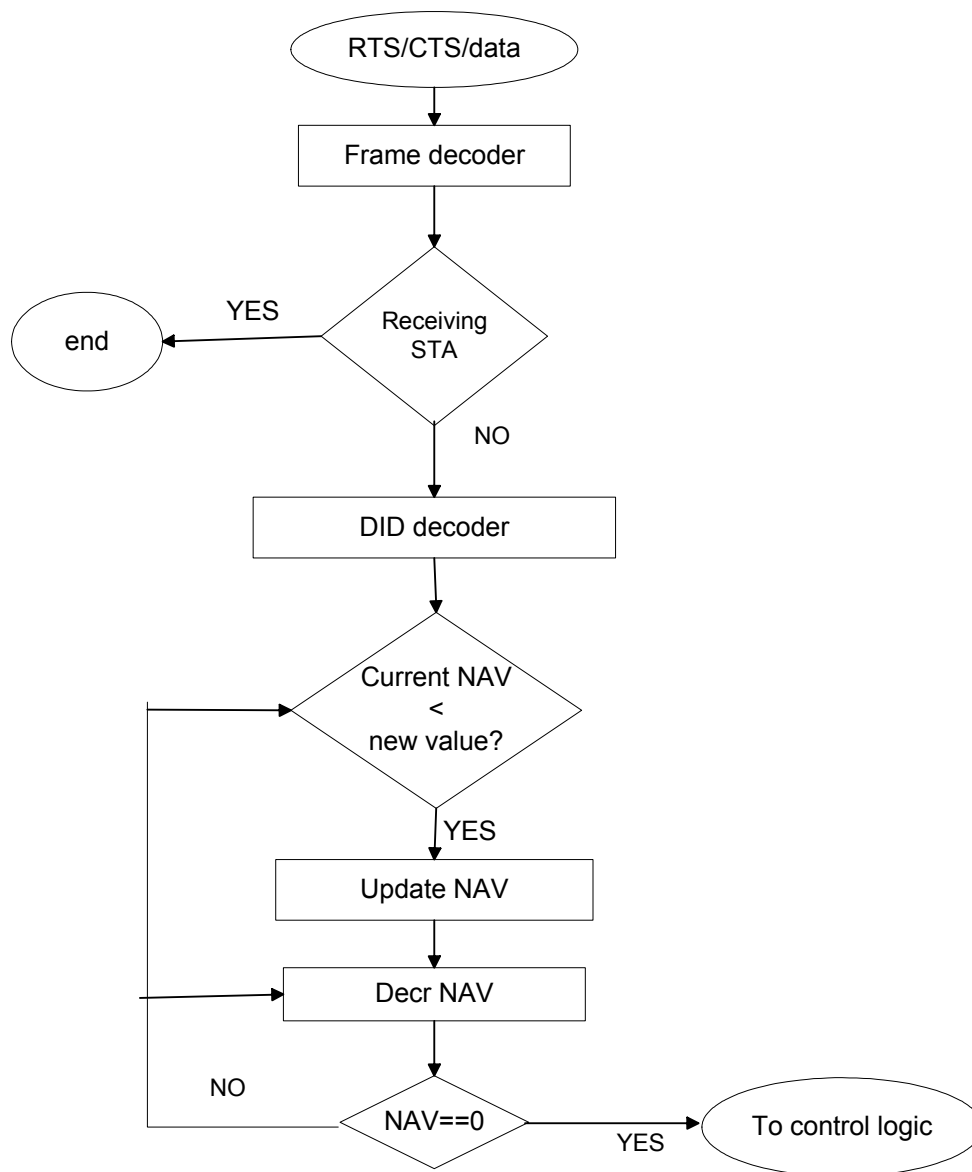 RTS/CTS/data
Frame decoder
YES
Receiving
STA
end
NO
DID decoder
Current NAV
<
new value?
YES
Update NAV
Decr NAV
NO
NAV==0
YES
To control logic